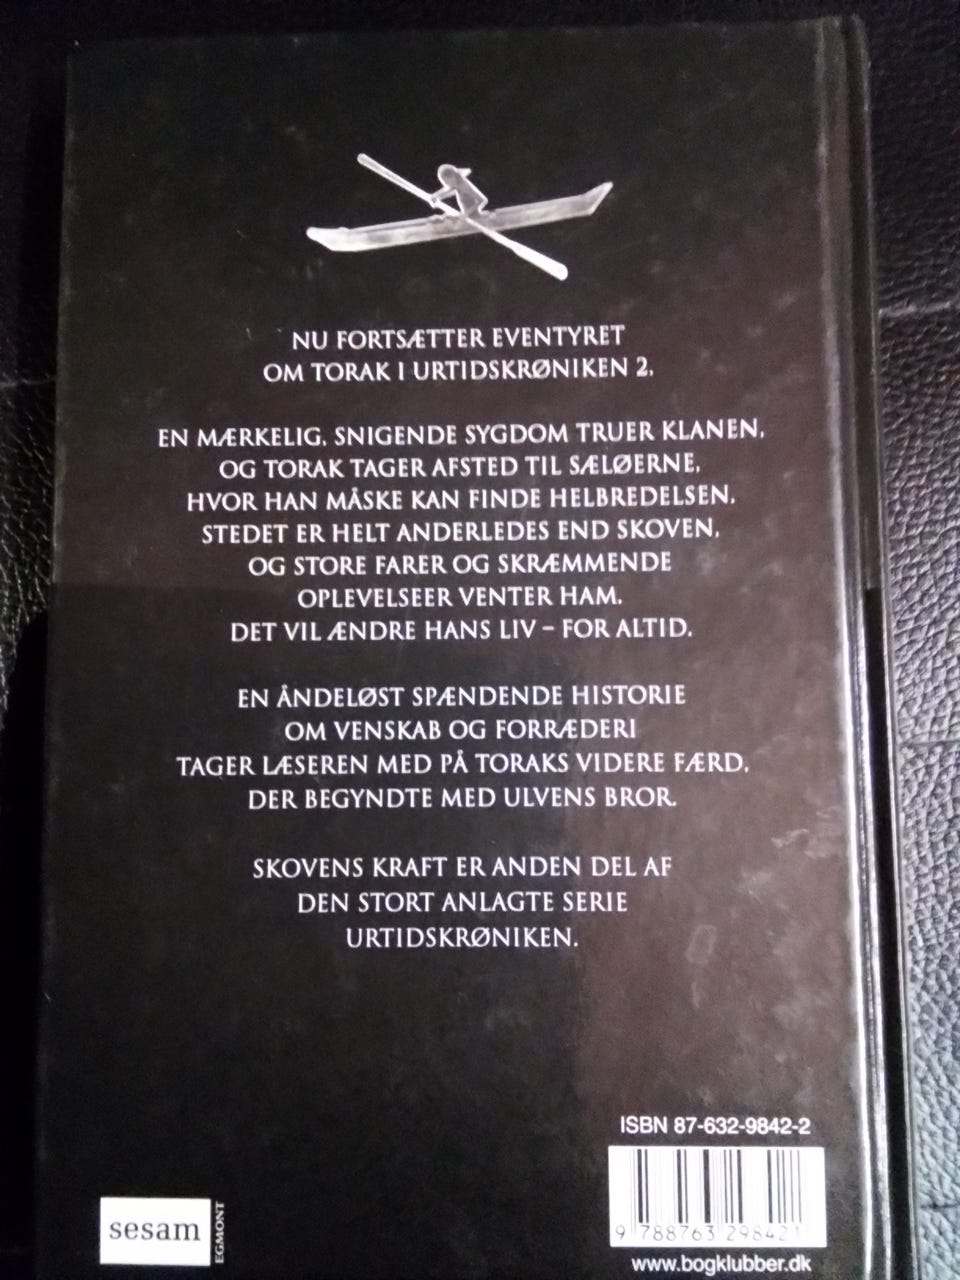 NU FORTSÆTTER EVENTYRET
OM TORAK I URTIDSKRØNIKEN 2.
EN MÆRKELIG, SNIGENDE SYGDOM TRUER KLANEN,
OG TORAK TAGER AFSTED TIL SÆLØERNE,
HVOR HAN MÅSKE KAN FINDE HELBREDELSEN.
STEDET ER HELT ANDERLEDES END SKOVEN,
OG STORE FARER OG SKRÆMMENDE
OPLEVELSEER VENTER HAM.
DET VIL ÆNDRE HANS LIV – FOR ALTID.
EN ÅNDELØST SPÆNDENDE HISTORIE
OM VENSKAB OG FORRÆDERI
TAGER LÆSEREN MED PÅ TORAKS VIDERE FÆRD,
DER BEGYNDTE MED ULVENS BROR.
SKOVENS KRAFT ER ANDEN DEL AF
DEN STORT ANLAGTE SERIE
URTIDSKRØNIKEN.
ISBN 87-632-9842-2
9 788763 298421
www.bogklubber.dk
sesam
EGMONT